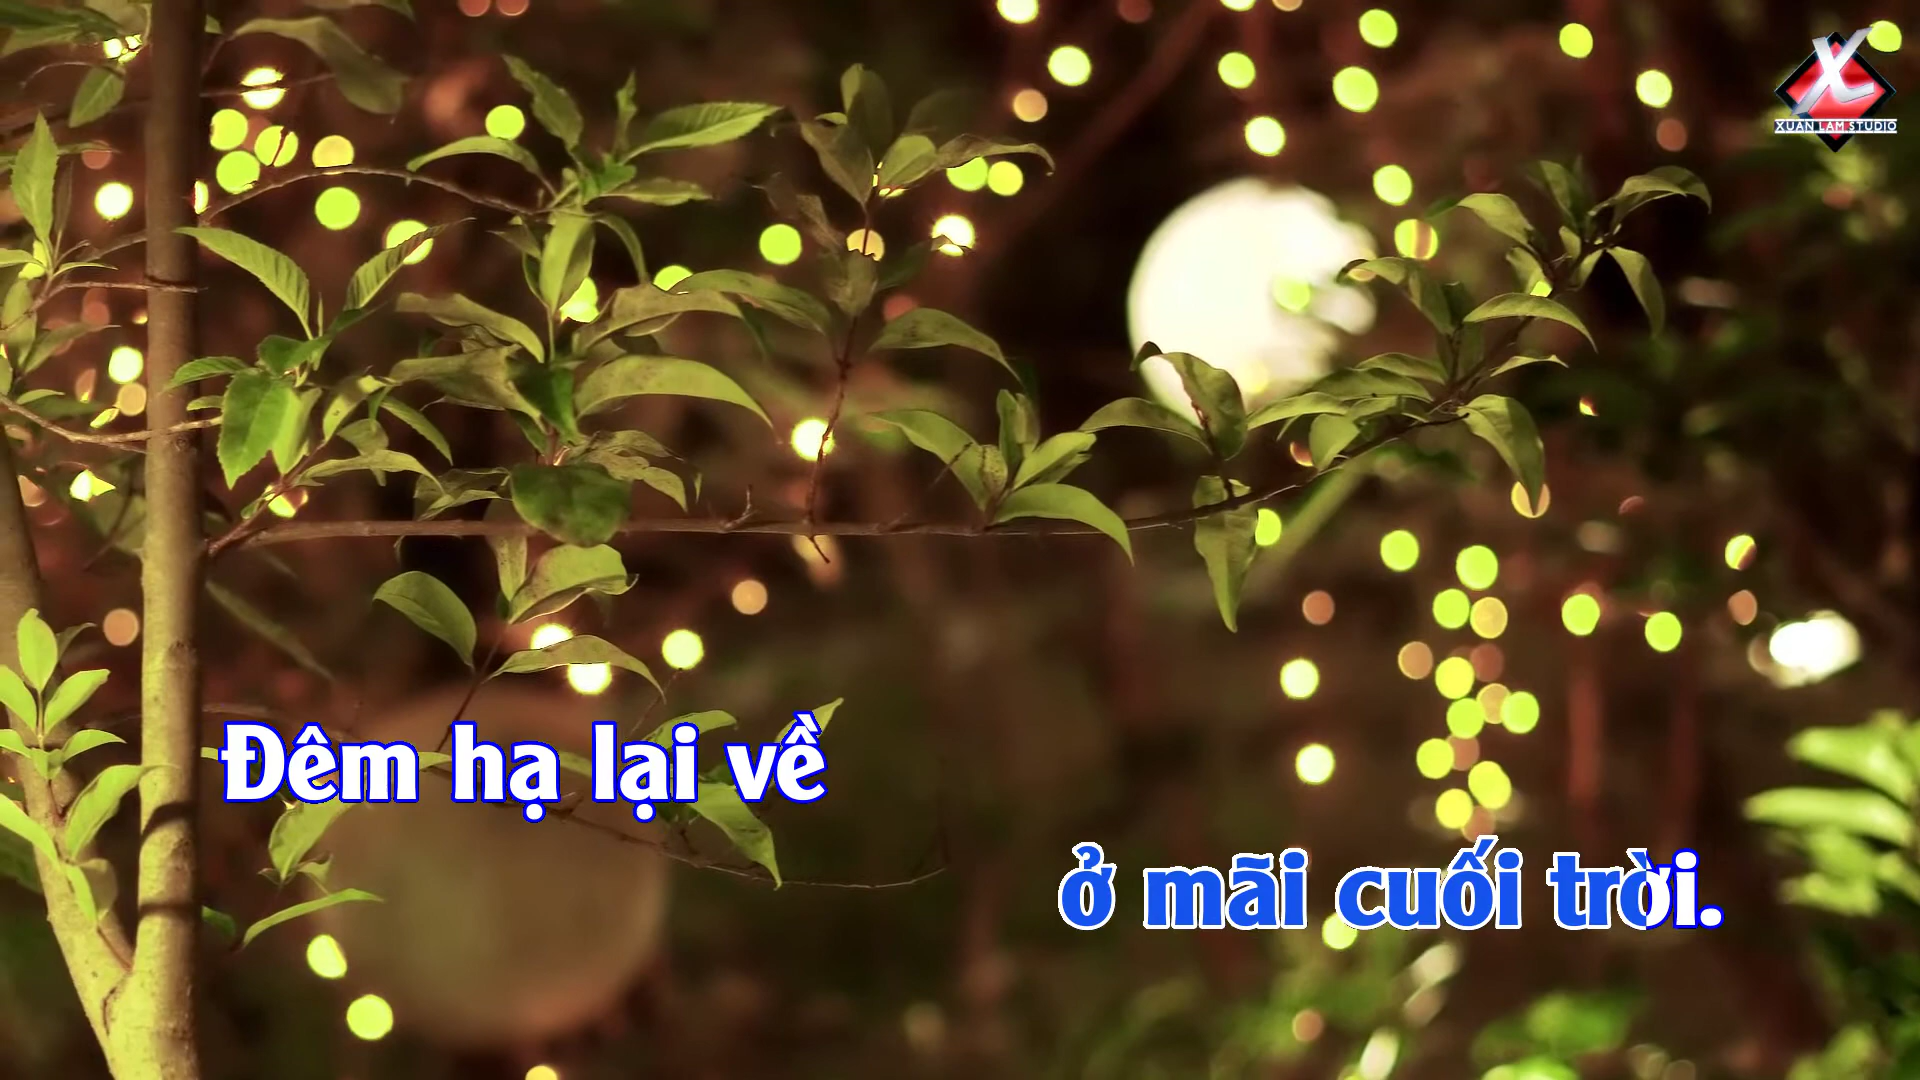 XUAN LAM STUDIO
Đêm hạ lại về
ở mãi cuối trời.